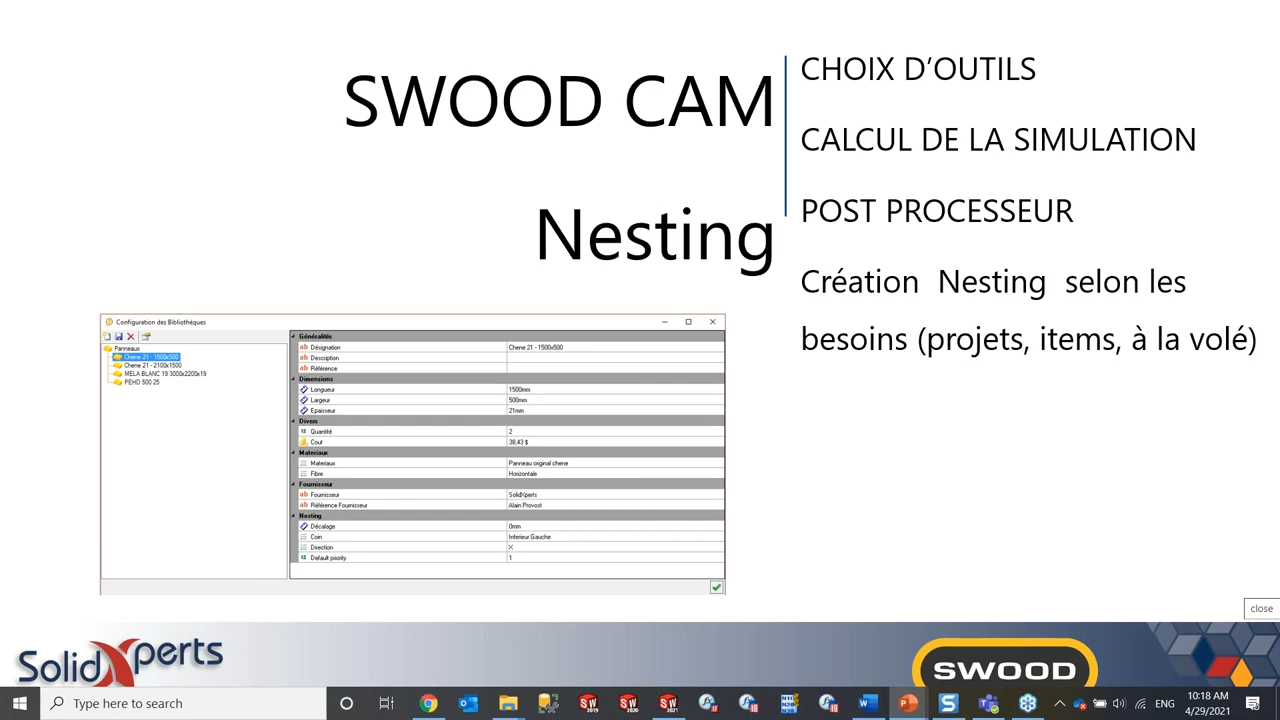 SWOOD CAM
Nesting
CHOIX D'OUTILS
CALCUL DE LA SIMULATION
POST PROCESSEUR
Création Nesting selon les
besoins (projets, items, à la volé)
Configuration des Bibliothèques
Panneaux
Chene 21 - 1500x500
Chene 21 - 2100x1500
MELA BLANC 19 3000x2200x19
PEHD 500 25
Généralités
Désignation Chene 21 - 1500x500
Description
Référence
Dimensions
Longueur 1500mm
Largeur 500mm
Epaisseur 21mm
Divers
Quantité 2
Cout 38,43 $
Materiaux
Materiaux Panneau original chene
Fibre Horizontale
Fournisseur
Fournisseur SolidXperts
Référence Fournisseur Alain Provost
Nesting
Décalage 0mm
Coin Inferieur Gauche
Direction X
Default priority 1
close
SolidXperts
SWOOD
Type here to search
ENG
10:18 AM
4/29/2021